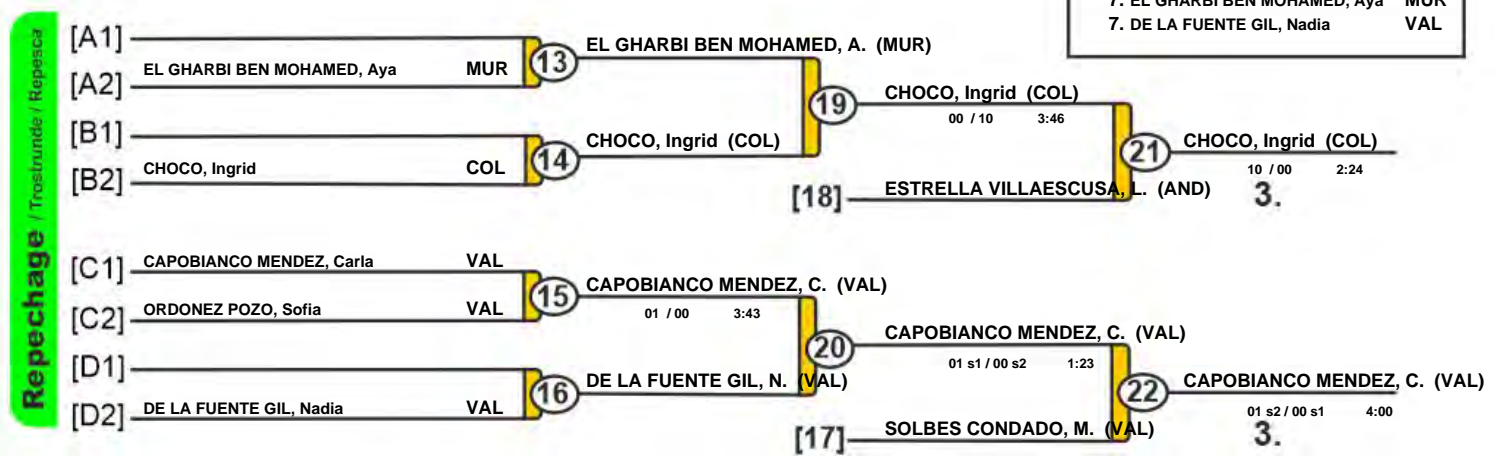 7. EL GHARBI BEN MOHAMED, Aya MUR
7. DE LA FUENTE GIL, Nadia VAL
Repechage / Trostrunde / Repesca
[A1]
EL GHARBI BEN MOHAMED, A. (MUR)
EL GHARBI BEN MOHAMED, Aya MUR
13
[A2]
CHOCO, Ingrid (COL)
19
00 / 10 3:46
[B1]
CHOCO, Ingrid (COL)
CHOCO, Ingrid (COL)
21
CHOCO, Ingrid COL
14
10 / 00 2:24
[B2]
[18]
ESTRELLA VILLAESCUSA, L. (AND)
3.
[C1]
CAPOBIANCO MENDEZ, Carla VAL
CAPOBIANCO MENDEZ, C. (VAL)
15
ORDONEZ POZO, Sofia VAL
01 / 00 3:43
[C2]
CAPOBIANCO MENDEZ, C. (VAL)
20
01 s1 / 00 s2 1:23
[D1]
DE LA FUENTE GIL, N. (VAL)
CAPOBIANCO MENDEZ, C. (VAL)
16
22
DE LA FUENTE GIL, Nadia VAL
01 s2 / 00 s1 4:00
[D2]
SOLBES CONDADO, M. (VAL)
[17]
3.